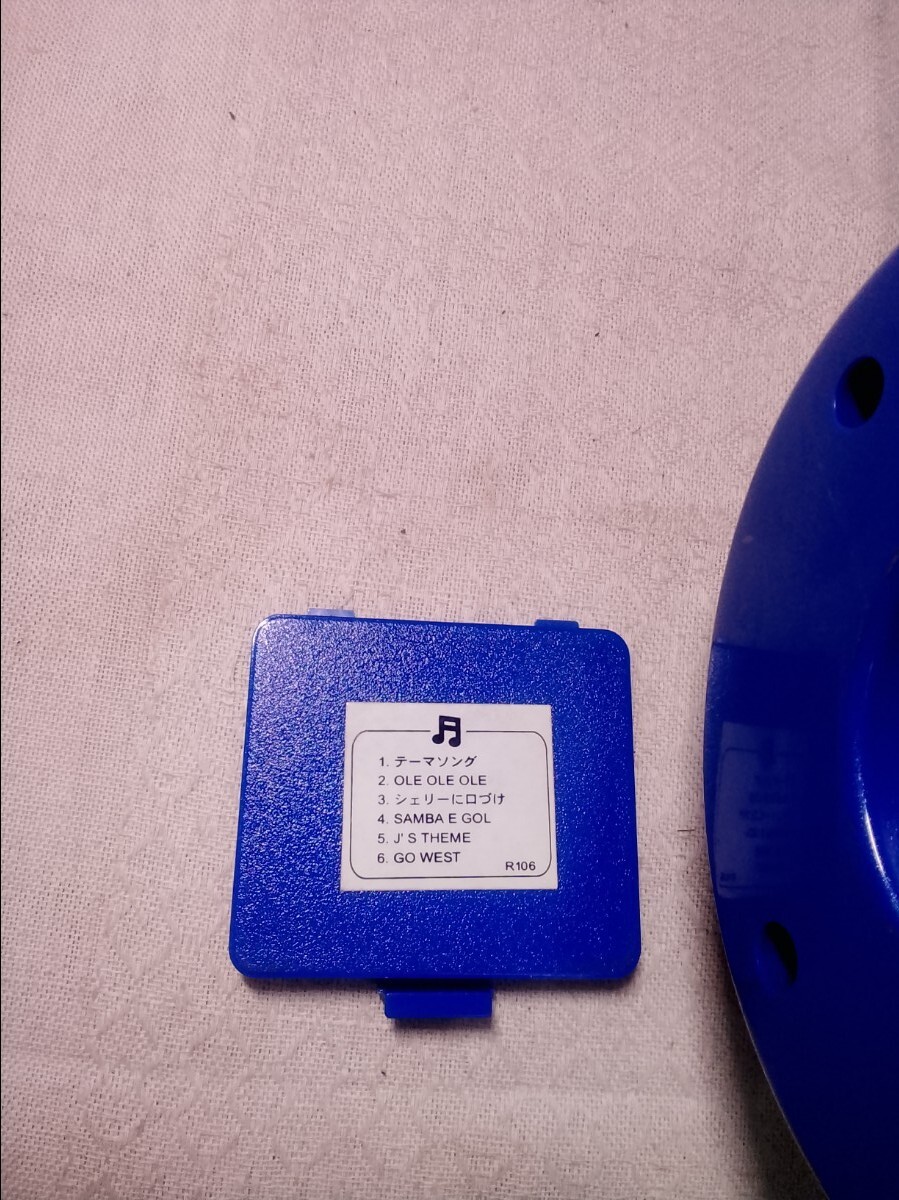 1. テーマソング
2. OLE OLE OLE
3. シェリーに口づけ
4. SAMBA E GOL
5. J'S THEME
6. GO WEST
R106